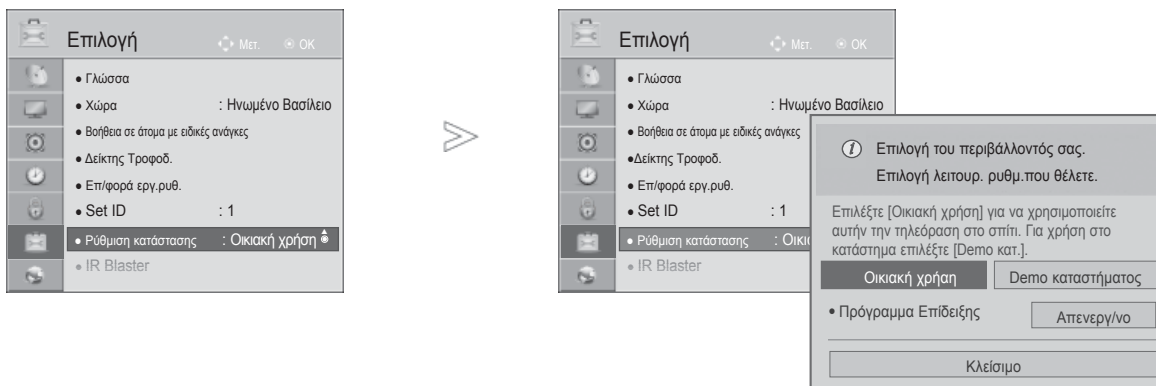 Επιλογή
Μετ. OK
● Γλώσσα
● Χώρα : Ηνωμένο Βασίλειο
● Βοήθεια σε άτομα με ειδικές ανάγκες
● Δείκτης Τροφοδ.
● Επ/φορά εργ.ρυθ.
● Set ID : 1
● Ρύθμιση κατάστασης : Οικιακή χρήση
● IR Blaster
Επιλογή
Μετ. OK
● Γλώσσα
● Χώρα : Ηνωμένο Βασίλειο
● Βοήθεια σε άτομα με ειδικές ανάγκες
●Δείκτης Τροφοδ.
● Επ/φορά εργ.ρυθ.
● Set ID : 1
● Ρύθμιση κατάστασης
● IR Blaster
Επιλογή του περιβάλλοντός σας.
Επιλογή λειτουρ. ρυθμ.που θέλετε.
Επιλέξτε [Οικιακή χρήση] για να χρησιμοποιείτε
αυτήν την τηλεόραση στο σπίτι. Για χρήση στο
κατάστημα επιλέξτε [Demo κατ.].
Οικιακή χρήαη Demo καταστήματος
● Πρόγραμμα Επίδειξης Απενεργ/νο
Κλείσιμο